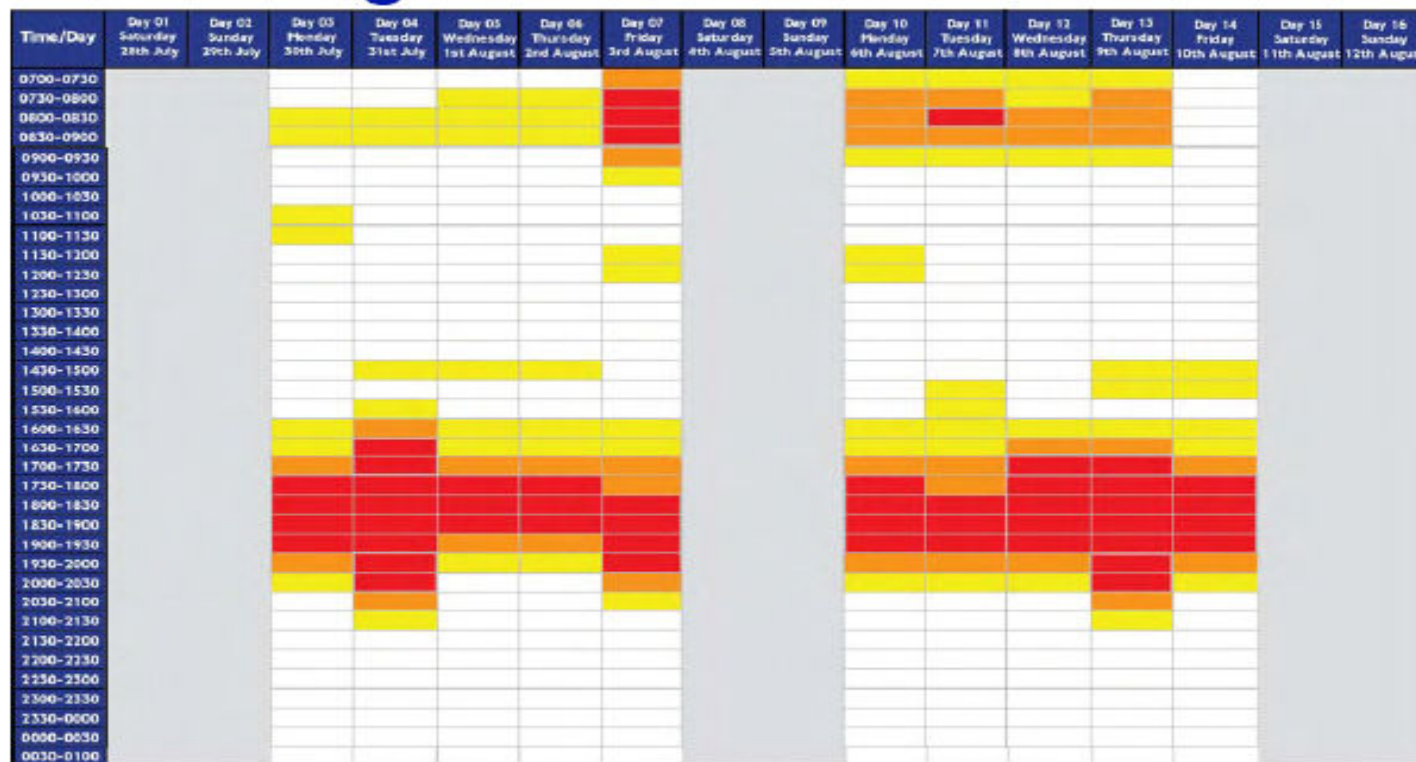 Time/Day
Day 01
Saturday
28th July
Day 02
Sunday
29th July
Day 03
Monday
30th July
Day 04
Tuesday
31st July
Day 05
Wednesday
1st August
Day 06
Thursday
2nd August
Day 07
Friday
3rd August
Day 08
Saturday
4th August
Day 09
Sunday
5th August
Day 10
Monday
6th August
Day 11
Tuesday
7th August
Day 12
Wednesday
8th August
Day 13
Thursday
9th August
Day 14
Friday
10th August
Day 15
Saturday
11th August
Day 16
Sunday
12th August
0700-0730
0730-0800
0800-0830
0830-0900
0900-0930
0930-1000
1000-1030
1030-1100
1100-1130
1130-1200
1200-1230
1230-1300
1300-1330
1330-1400
1400-1430
1430-1500
1500-1530
1530-1600
1600-1630
1630-1700
1700-1730
1730-1800
1800-1830
1830-1900
1900-1930
1930-2000
2000-2030
2030-2100
2100-2130
2130-2200
2200-2230
2230-2300
2300-2330
2330-0000
0000-0030
0030-0100